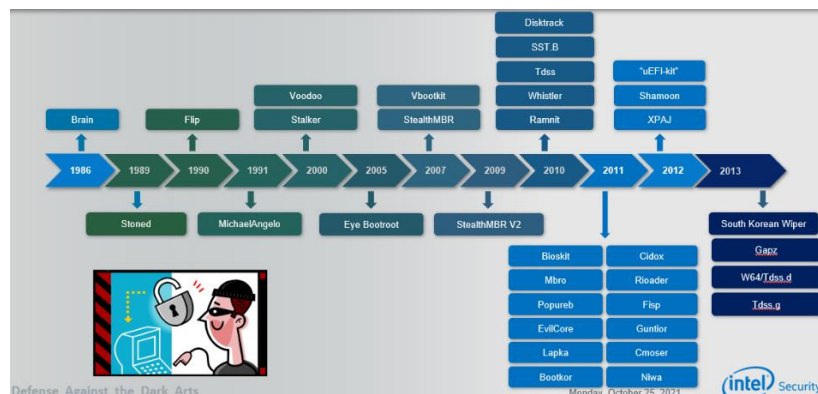 Disktrack
SST.B
Tdss
"uEFI-kit"
Voodoo
Vbootkit
Whistler
Shamoon
Brain
Flip
Stalker
StealthMBR
Ramnit
XPAJ
1986
1989
1990
1991
2000
2005
2007
2009
2010
2011
2012
2013
Stoned
MichaelAngelo
Eye Bootroot
StealthMBR V2
South Korean Wiper
Bioskit
Cidox
Gapz
Mbro
Rioader
W64/Tdss.d
Popureb
Fisp
Tdss.g
EvilCore
Guntior
Lapka
Cmoser
Bootkor
Niwa
Defense Against the Dark Arts
Monday, October 25, 2021
intel Security